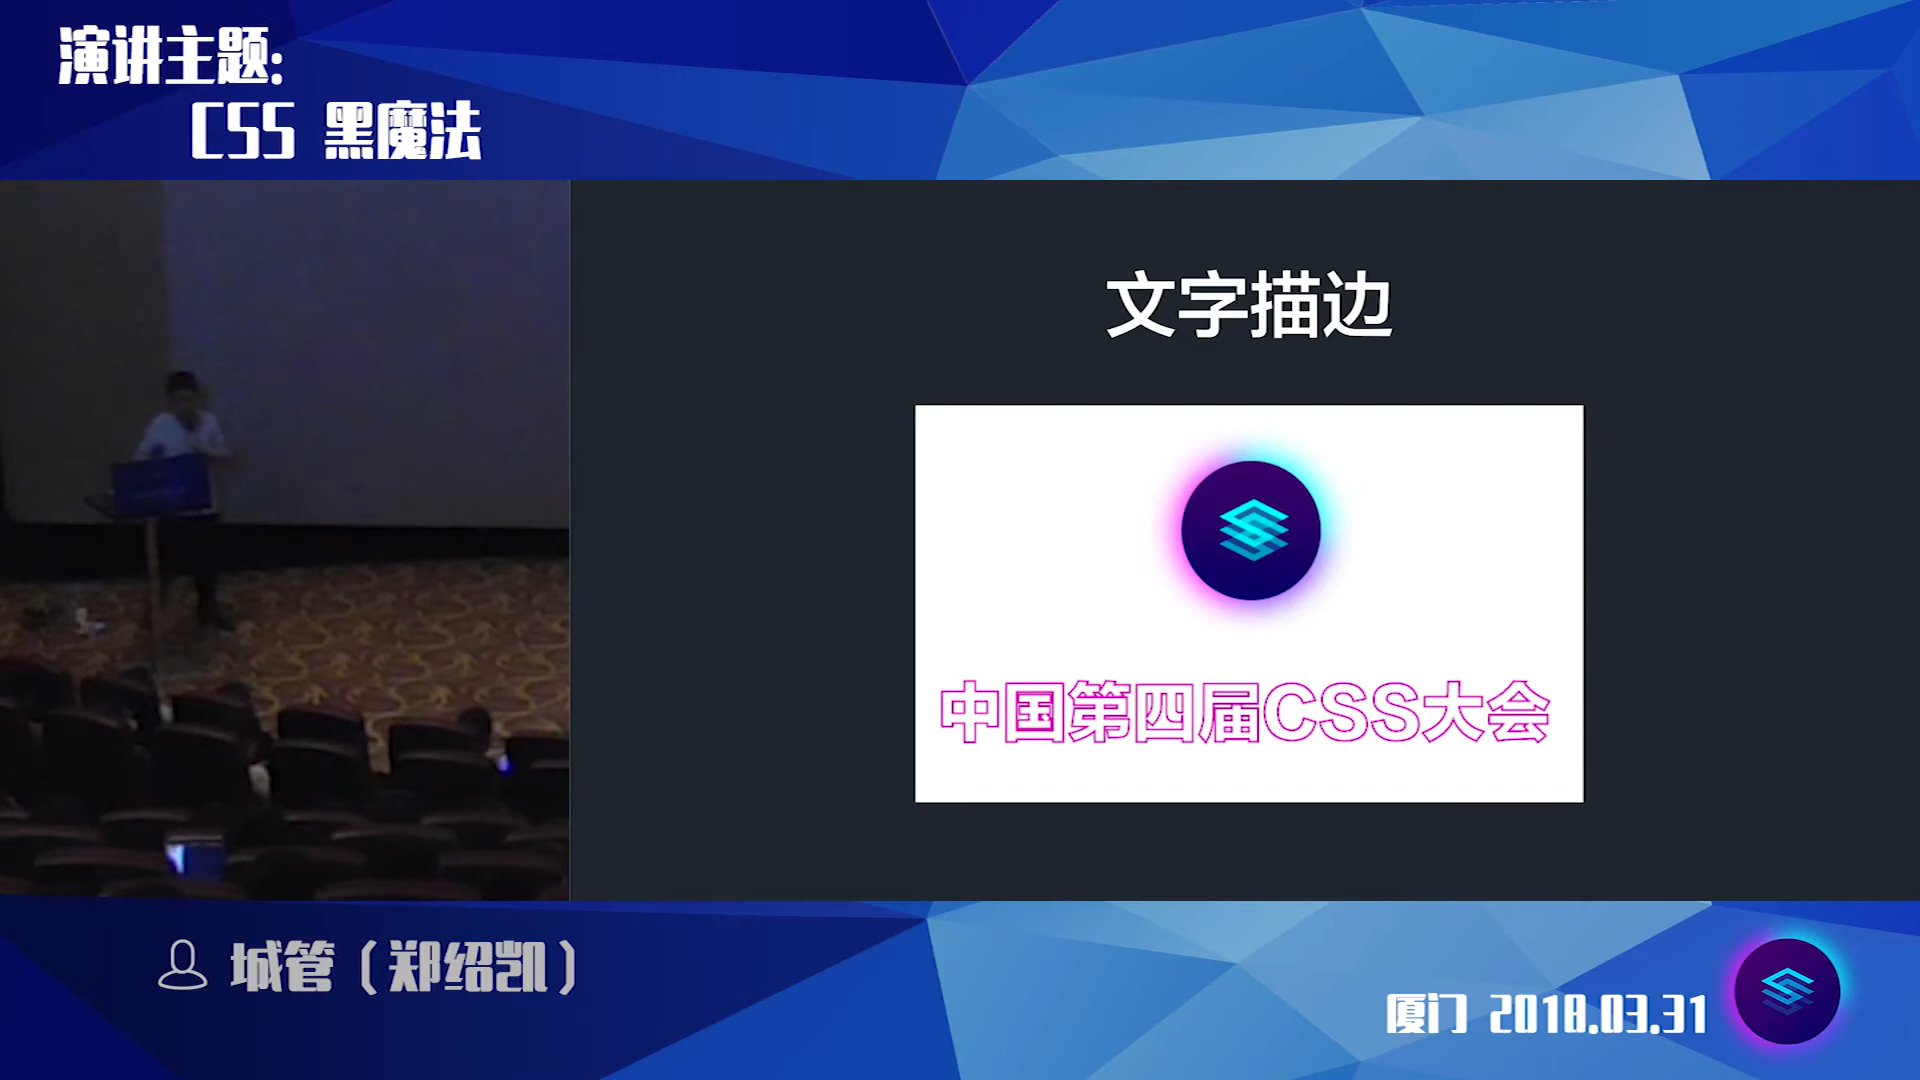 演讲主题:
CSS 黑魔法
文字描边
中国第四届CSS大会
城管（郑绍凯）
厦门 2018.03.31